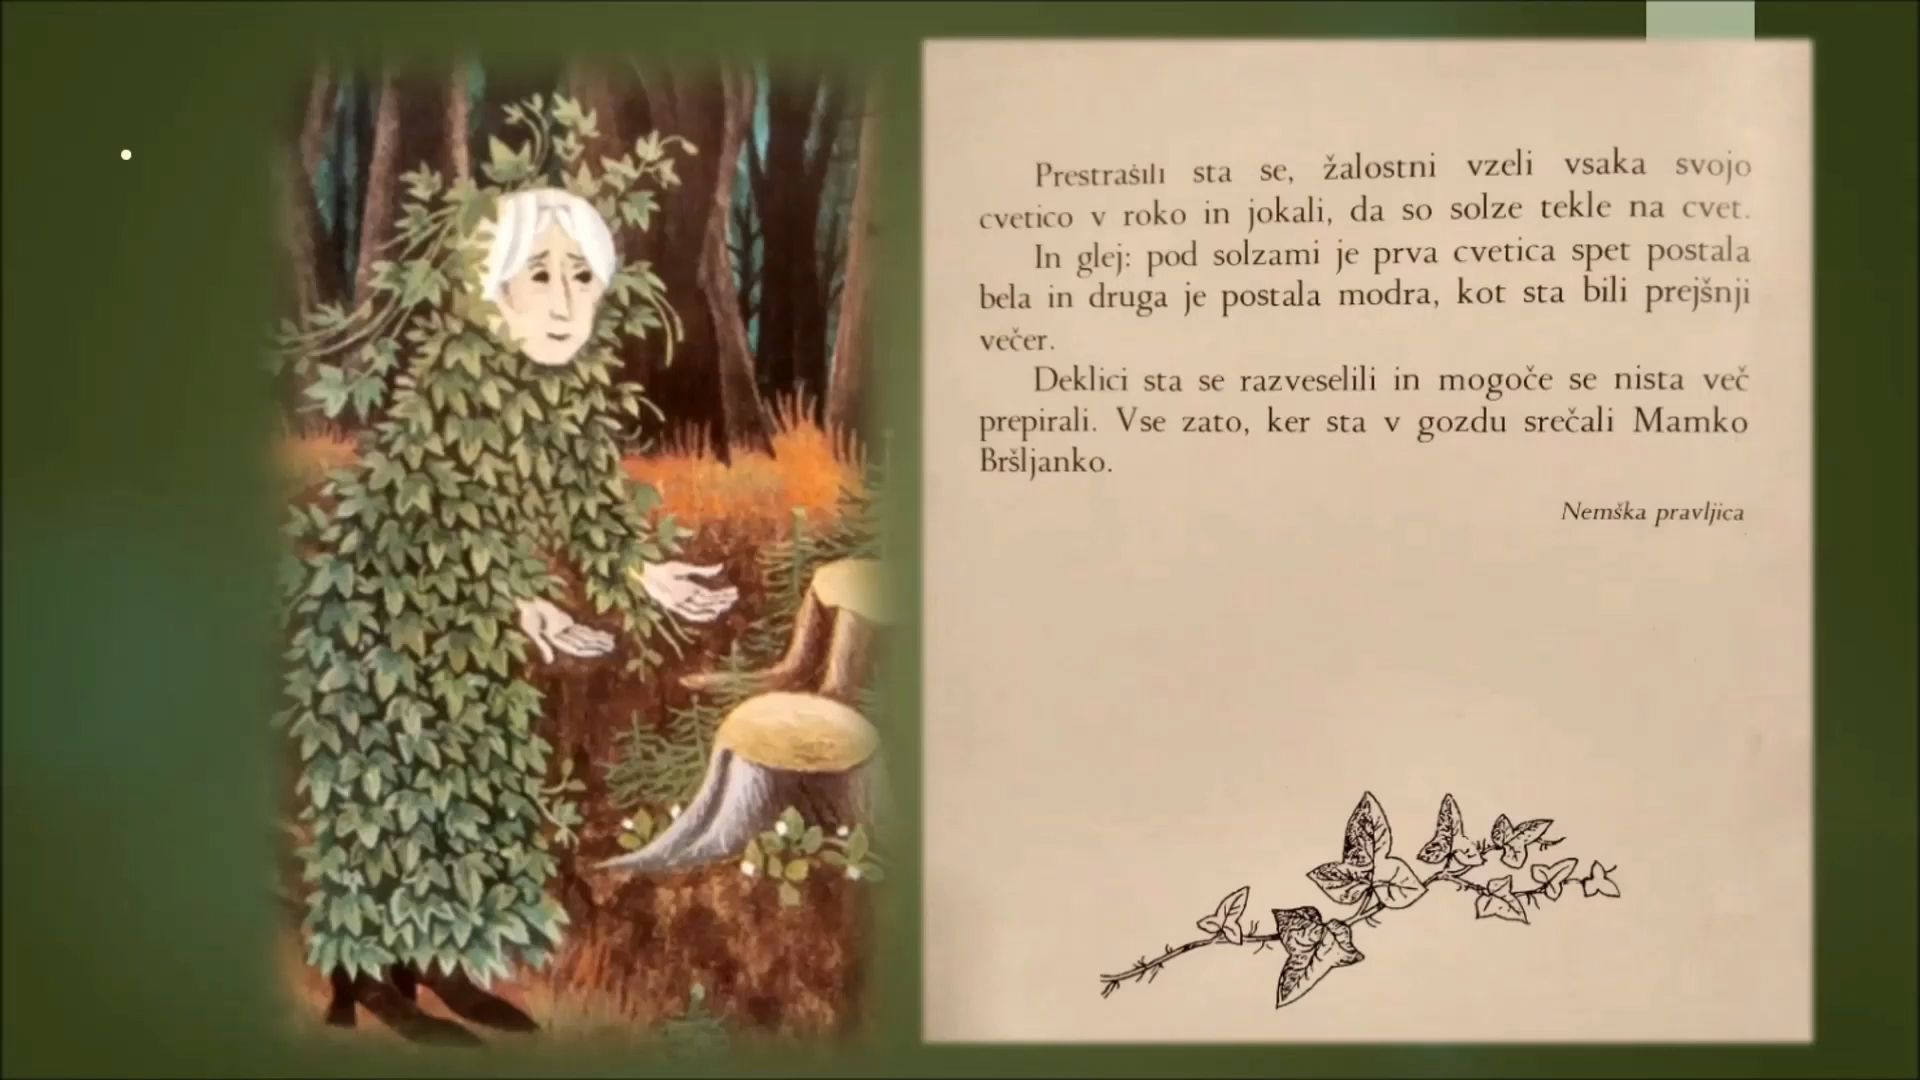 Prestrašili sta se, žalostni vzeli vsaka svojo
cvetico v roko in jokali, da so solze tekle na cvet.
In glej: pod solzami je prva cvetica spet postala
bela in druga je postala modra, kot sta bili prejšnji
večer.
Deklici sta se razveselili in mogoče se nista več
prepirali. Vse zato, ker sta v gozdu srečali Mamko
Bršljanko.
Nemška pravljica